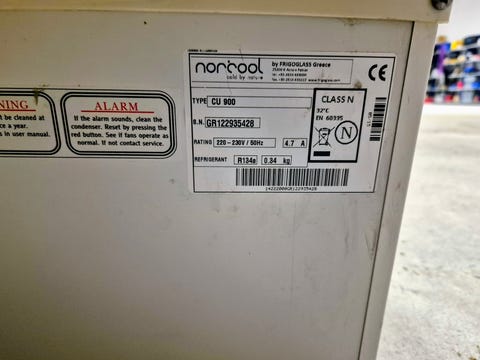 norcool
cold by nature
by FRIGOGLASS Greece
CE
NING
t be cleaned at
ce a year.
s in user manual.
ALARM
If the alarm sounds, clean the
condenser. Reset by pressing the
red button. See if fans operate as
normal. If not contact service.
TYPE CU 900
S.N. GR122935428
RATING 220-230V/50Hz 4.7 A
REFRIGERANT R134a 0.34 kg
CLASS N
32°C
EN 60335
N